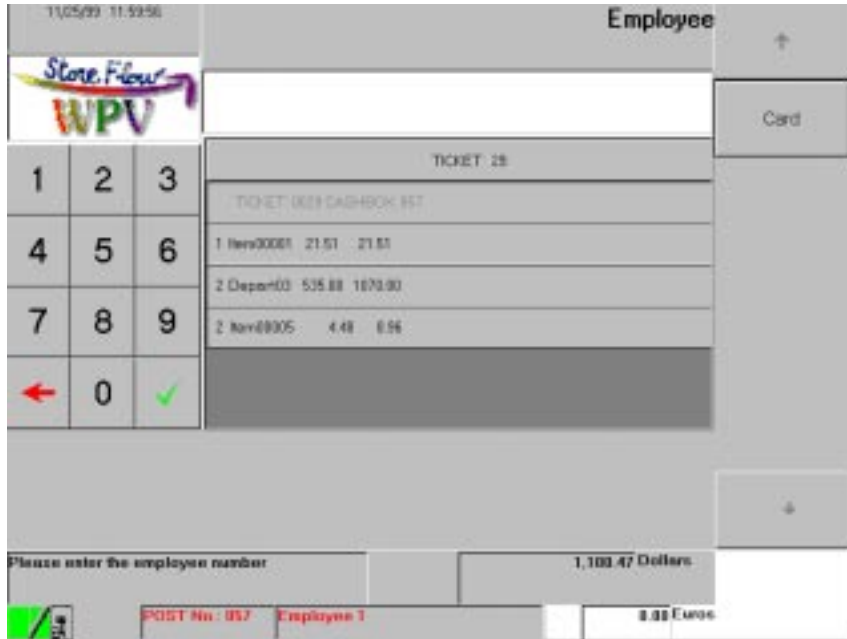 11/25/99 11:59:56
Employee
Store Flow
WPV
Card
1 2 3
4 5 6
7 8 9
0
TICKET 28
TICKET 0029 CASHBOX 957
1 Item00001 21.51 21.51
2 Depart03 535.00 1070.00
2 Item00005 4.48 8.96
Please enter the employee number
1,100.47 Dollars
POST No : 057 Employee 1
0.00 Euros